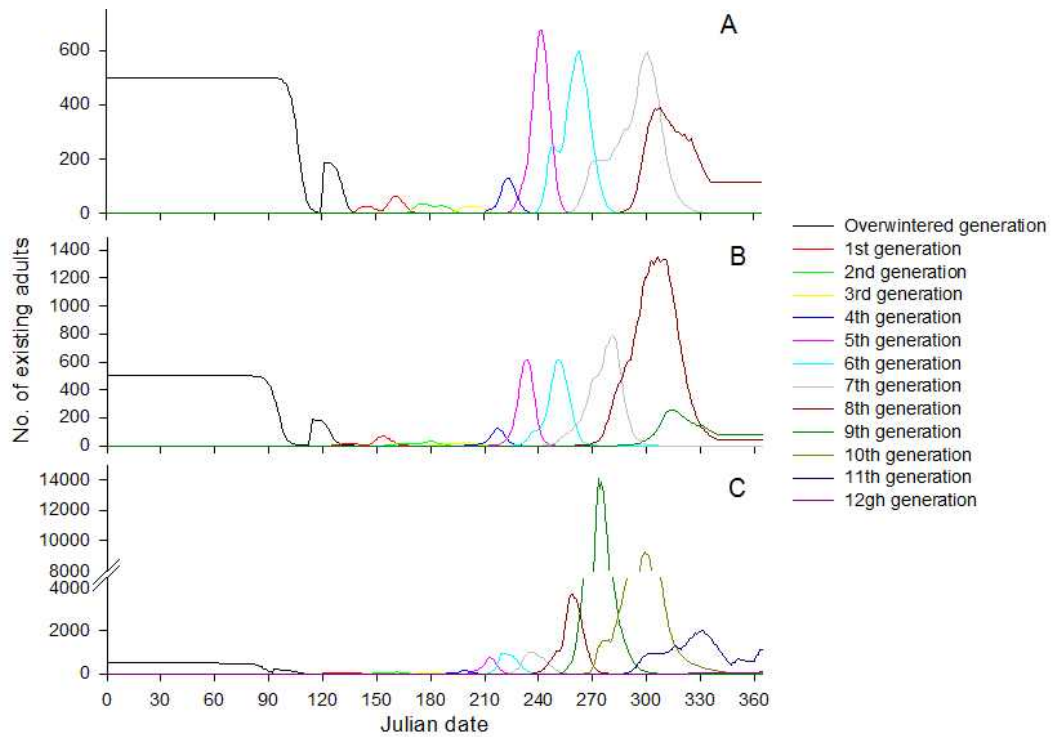 A
600
400
200
0
B
1400
1200
1000
800
600
400
200
0
No. of existing adults
C
14000
12000
10000
8000
4000
2000
0
0 30 60 90 120 150 180 210 240 270 300 330 360
Julian date
Overwintered generation
1st generation
2nd generation
3rd generation
4th generation
5th generation
6th generation
7th generation
8th generation
9th generation
10th generation
11th generation
12gh generation